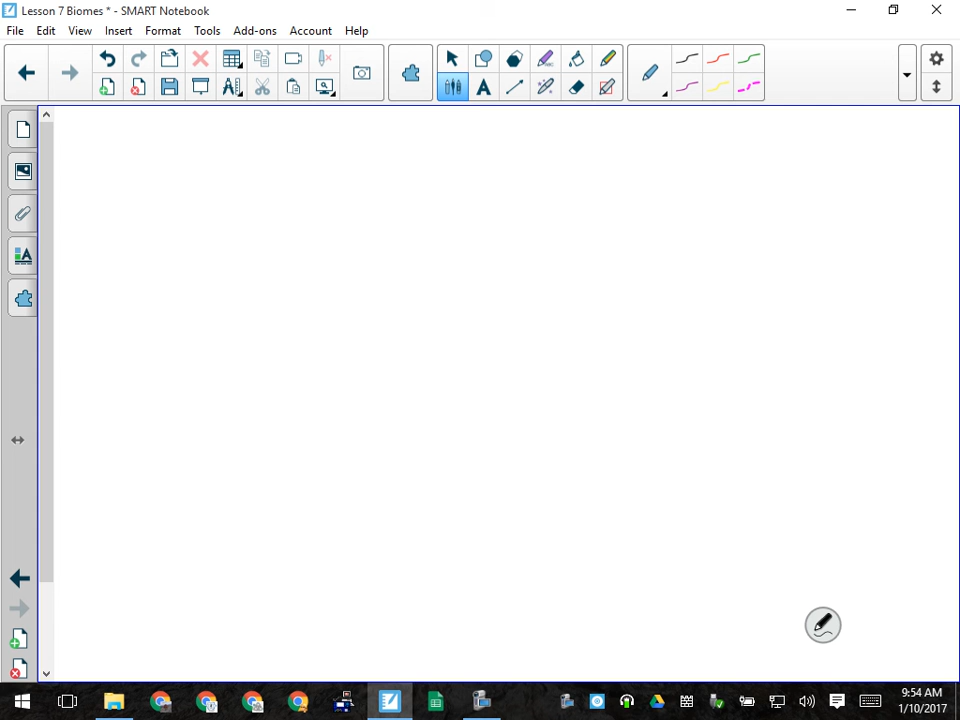 Lesson 7 Biomes * - SMART Notebook
File Edit View Insert Format Tools Add-ons Account Help
9:54 AM
1/10/2017